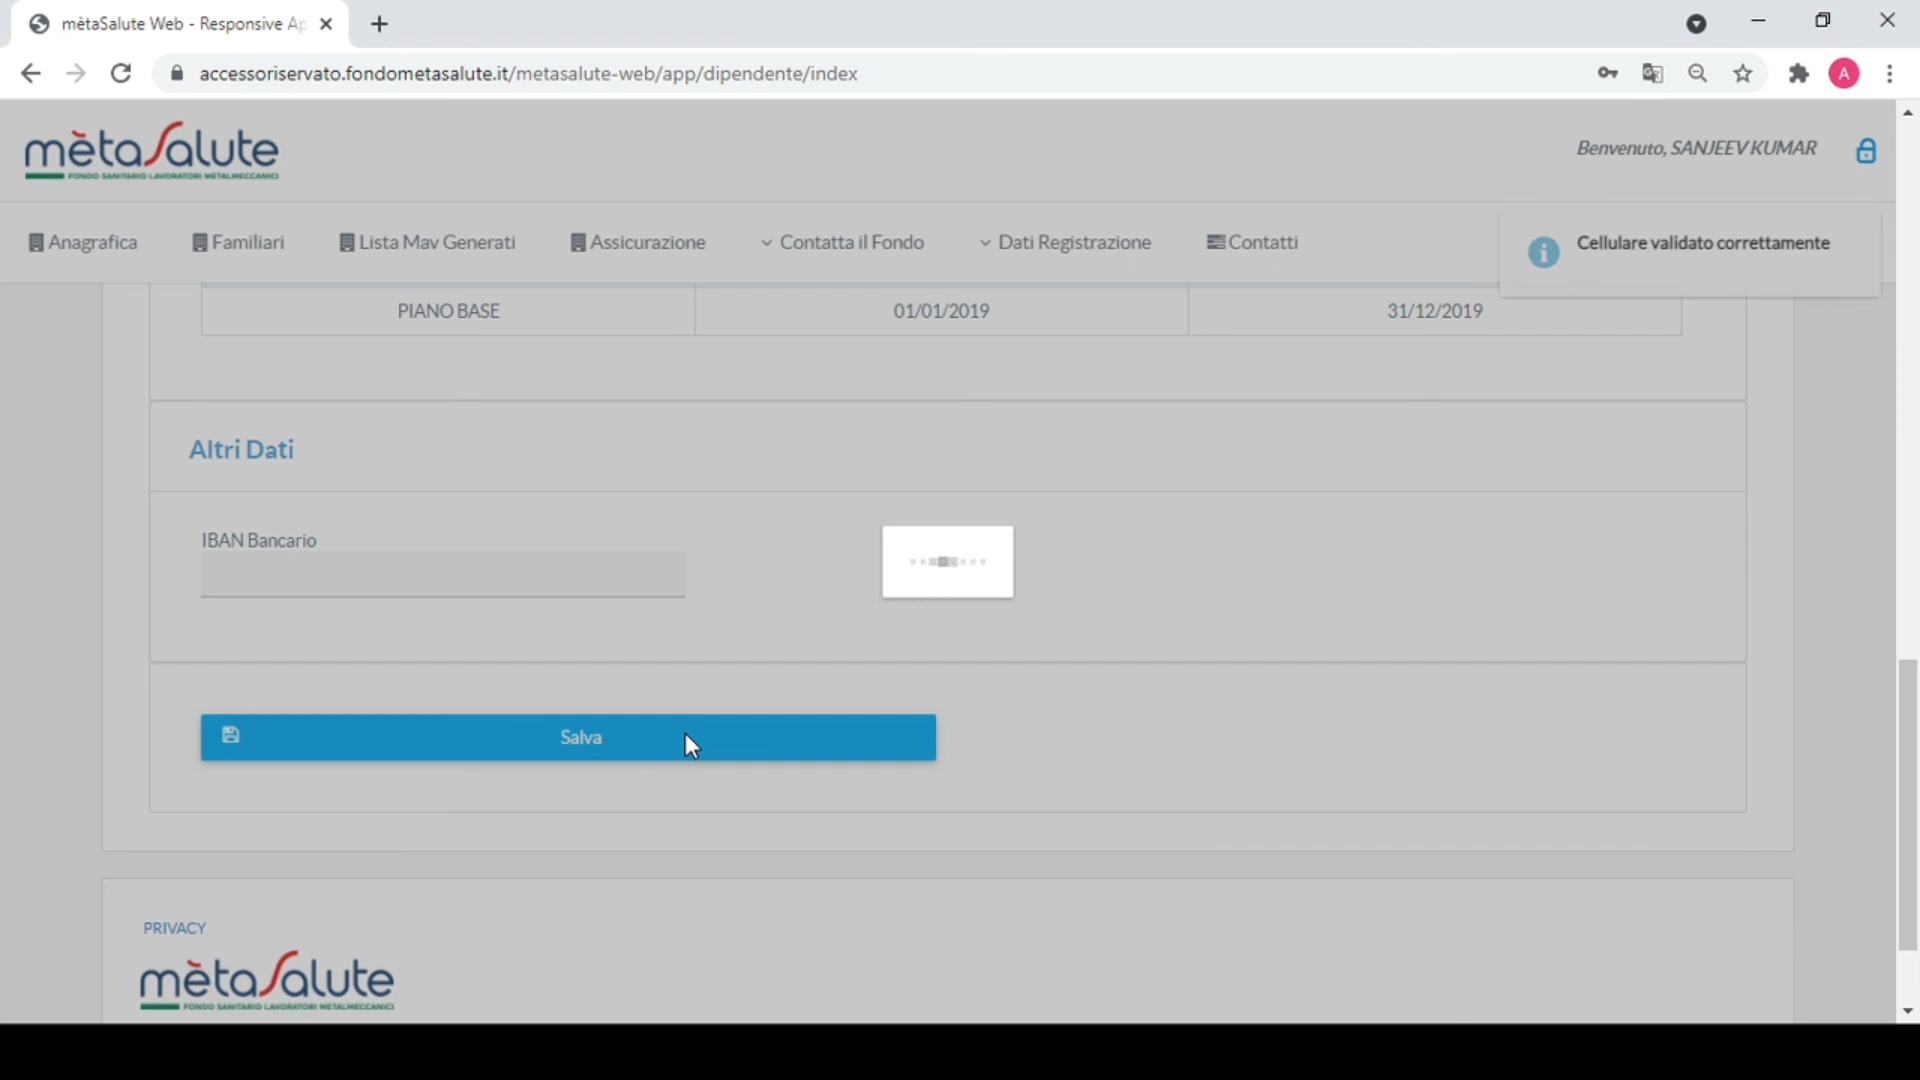 mètaSalute Web - Responsive Ap
accessoriservato.fondometasalute.it/metasalute-web/app/dipendente/index
A
mètaSalute
FONDO SANITARIO LAVORATORI METALMECCANICI
Benvenuto, SANJEEV KUMAR
Anagrafica
Familiari
Lista Mav Generati
Assicurazione
Contatta il Fondo
Dati Registrazione
Contatti
Cellulare validato correttamente
PIANO BASE 01/01/2019 31/12/2019
Altri Dati
IBAN Bancario
Salva
PRIVACY
mètaSalute
FONDO SANITARIO LAVORATORI METALMECCANICI